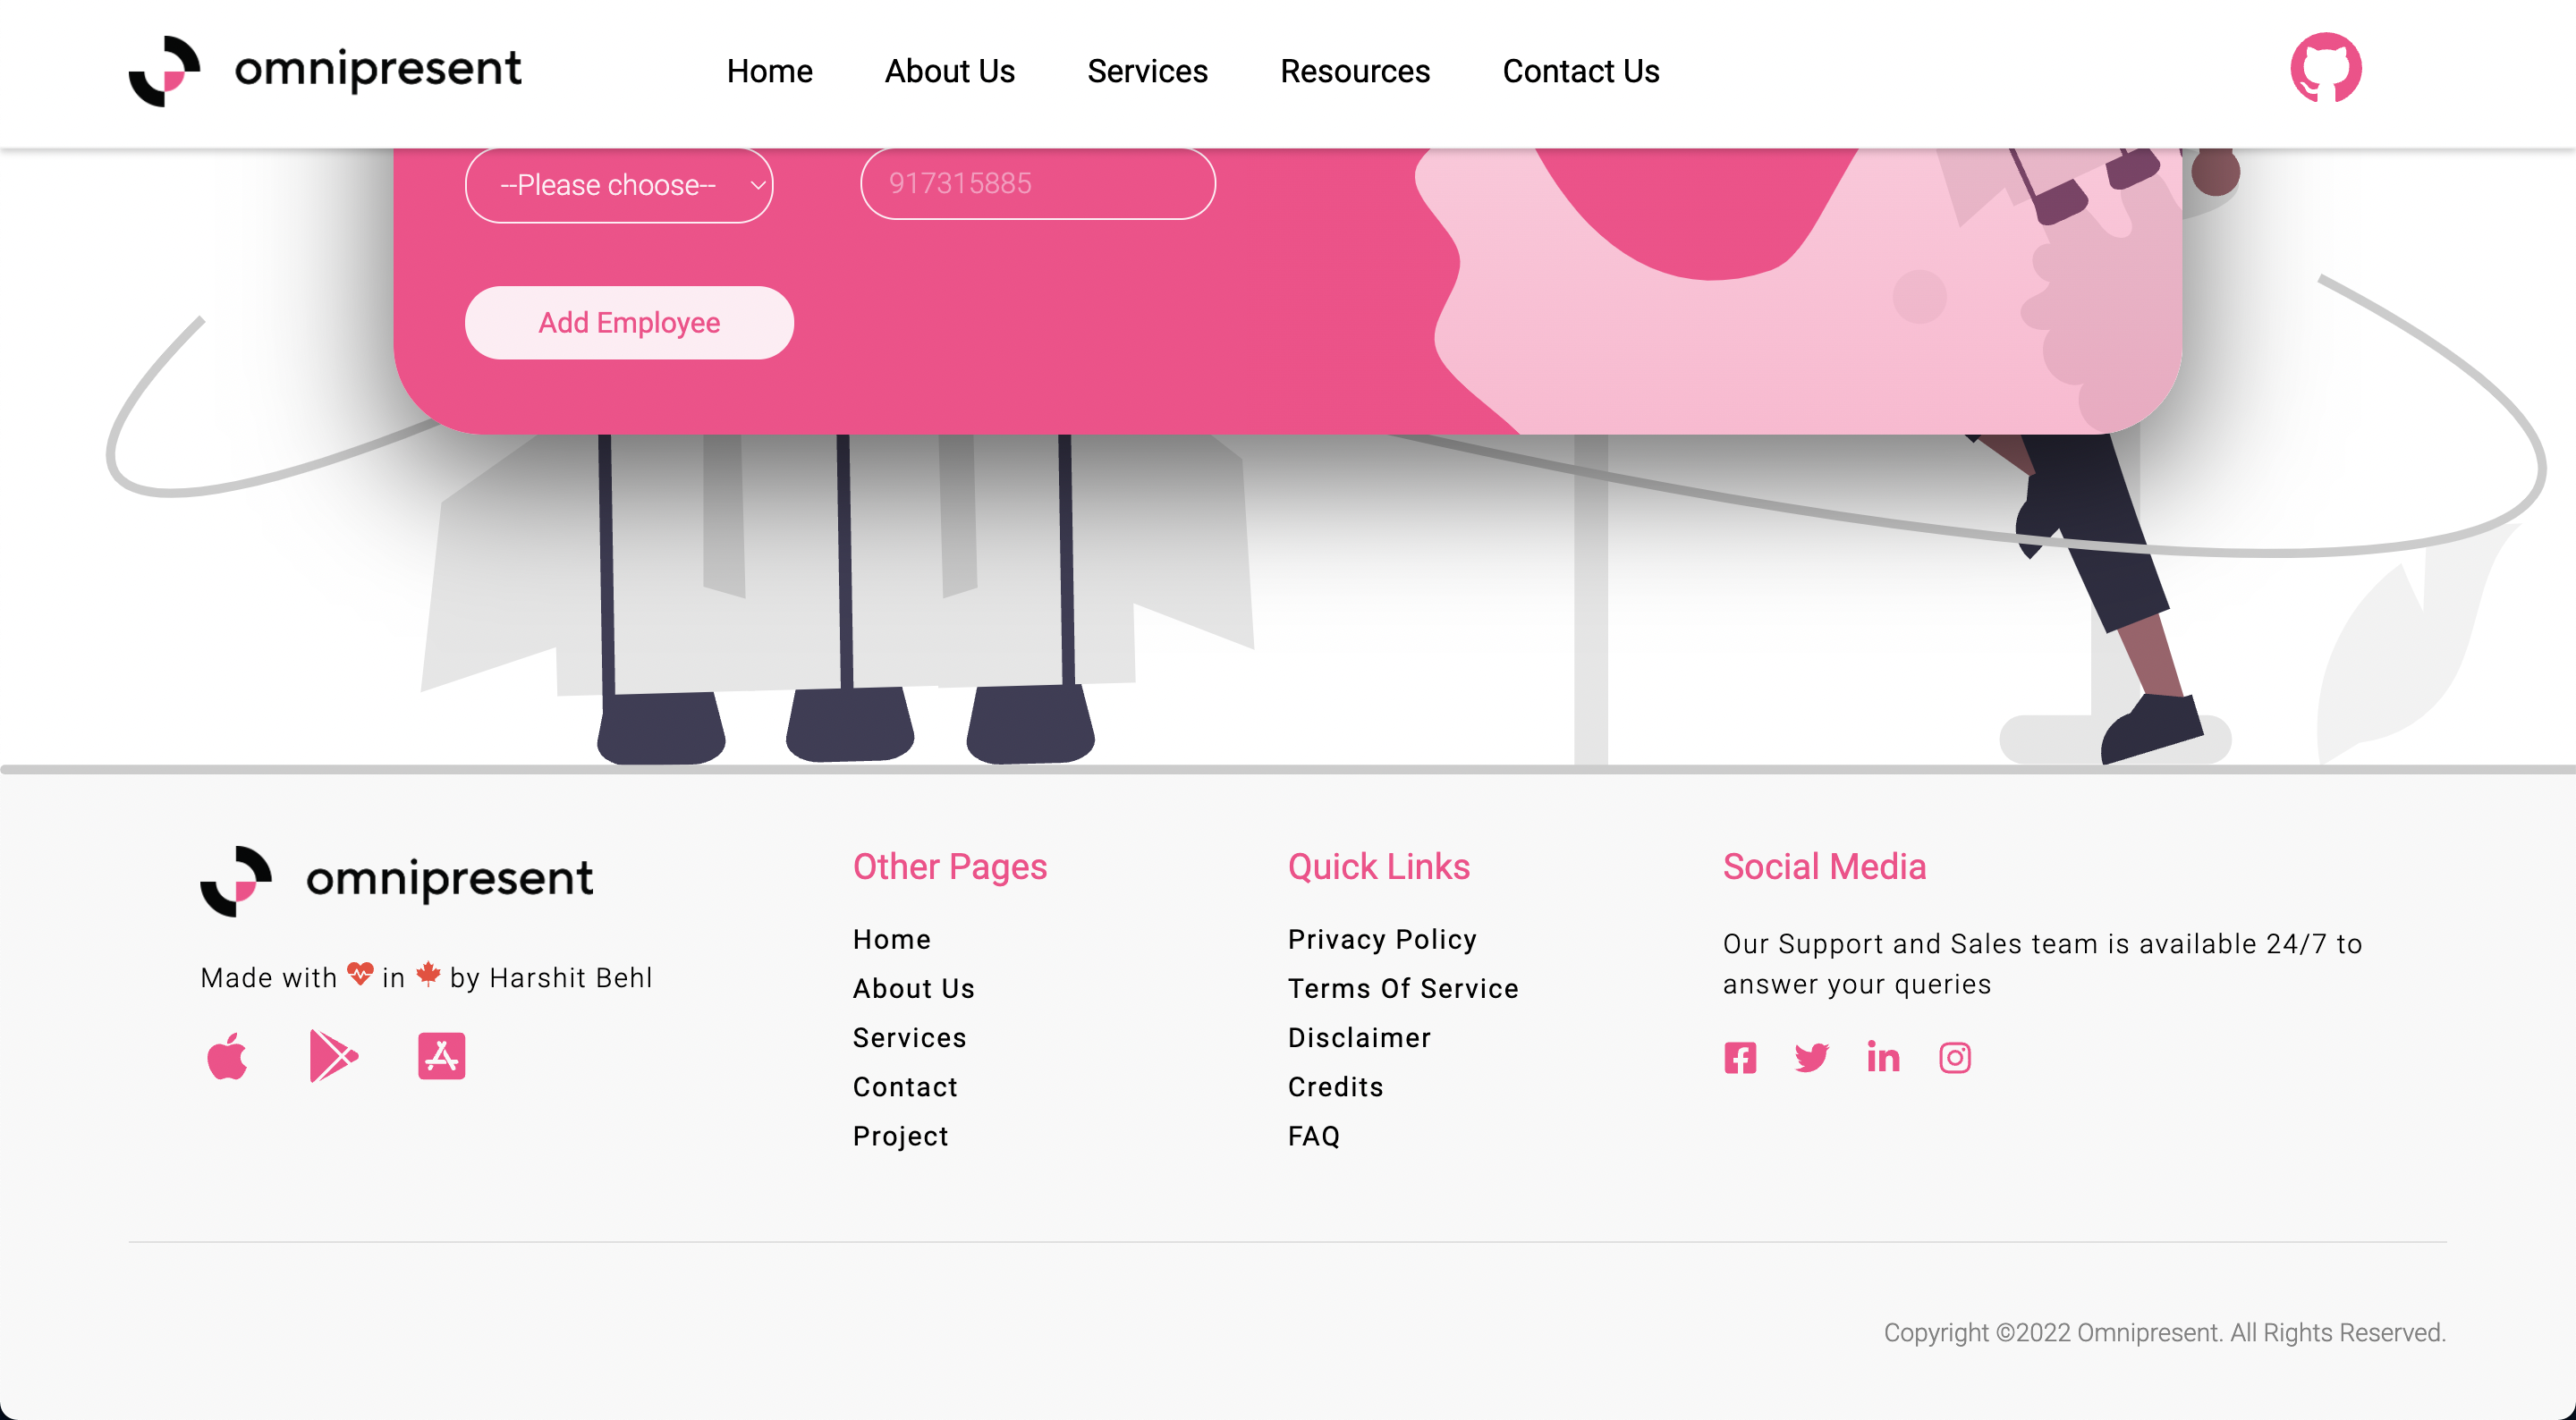 omnipresent
Home About Us Services Resources Contact Us
--Please choose-- 917315885
Add Employee
omnipresent
Made with in by Harshit Behl
Other Pages
Home
About Us
Services
Contact
Project
Quick Links
Privacy Policy
Terms Of Service
Disclaimer
Credits
FAQ
Social Media
Our Support and Sales team is available 24/7 to
answer your queries
Copyright ©2022 Omnipresent. All Rights Reserved.